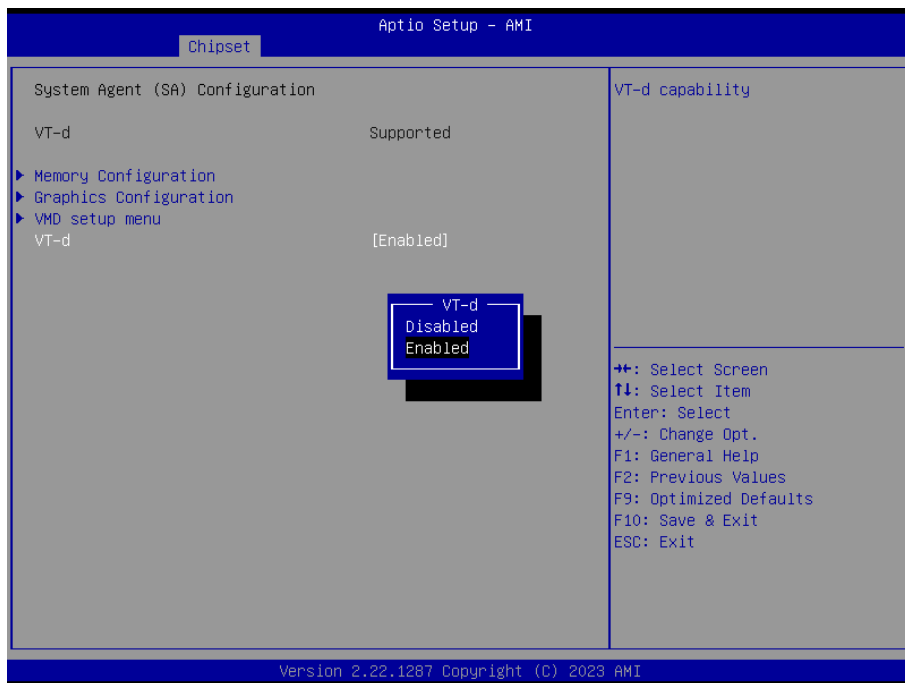 Aptio Setup – AMI
Chipset
System Agent (SA) Configuration
VT-d Supported
▶ Memory Configuration
▶ Graphics Configuration
▶ VMD setup menu
VT-d [Enabled]
VT-d
Disabled
Enabled
VT-d capability
→←: Select Screen
↑↓: Select Item
Enter: Select
+/-: Change Opt.
F1: General Help
F2: Previous Values
F9: Optimized Defaults
F10: Save & Exit
ESC: Exit
Version 2.22.1287 Copyright (C) 2023 AMI